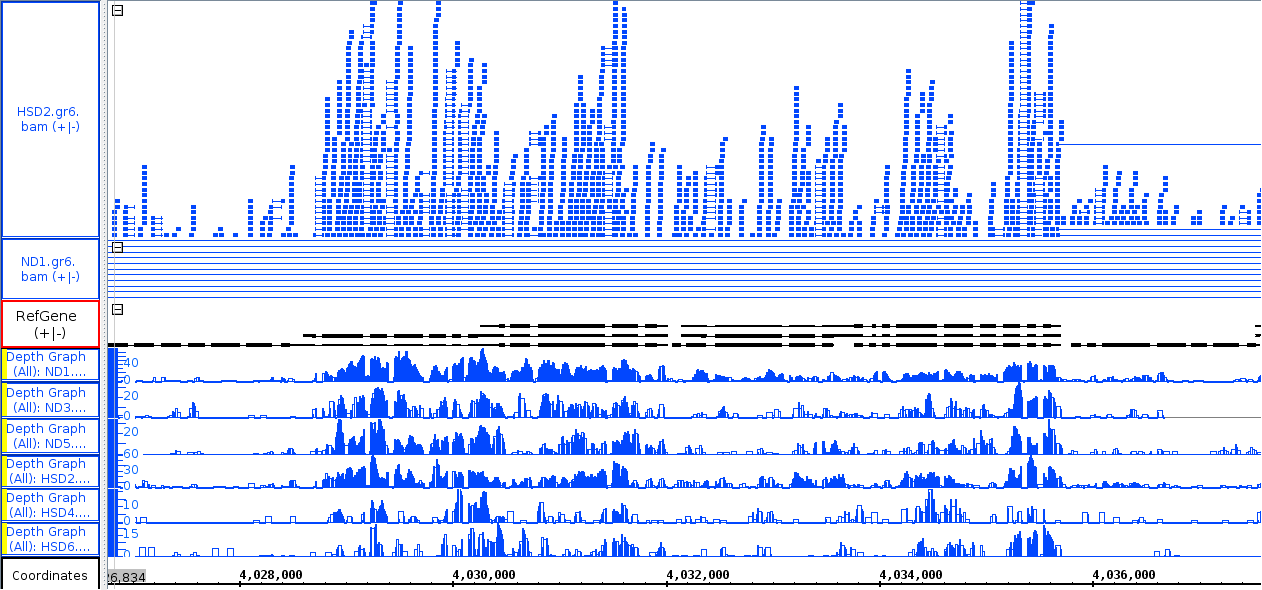 HSD2.gr6.
bam (+|-)
ND1.gr6.
bam (+|-)
RefGene
(+|-)
Depth Graph
(All): ND1....
40
0
Depth Graph
(All): ND3....
20
0
Depth Graph
(All): ND5....
20
60
Depth Graph
(All): HSD2....
30
0
Depth Graph
(All): HSD4....
10
0
Depth Graph
(All): HSD6....
15
0
Coordinates
6,834
4,028,000
4,030,000
4,032,000
4,034,000
4,036,000